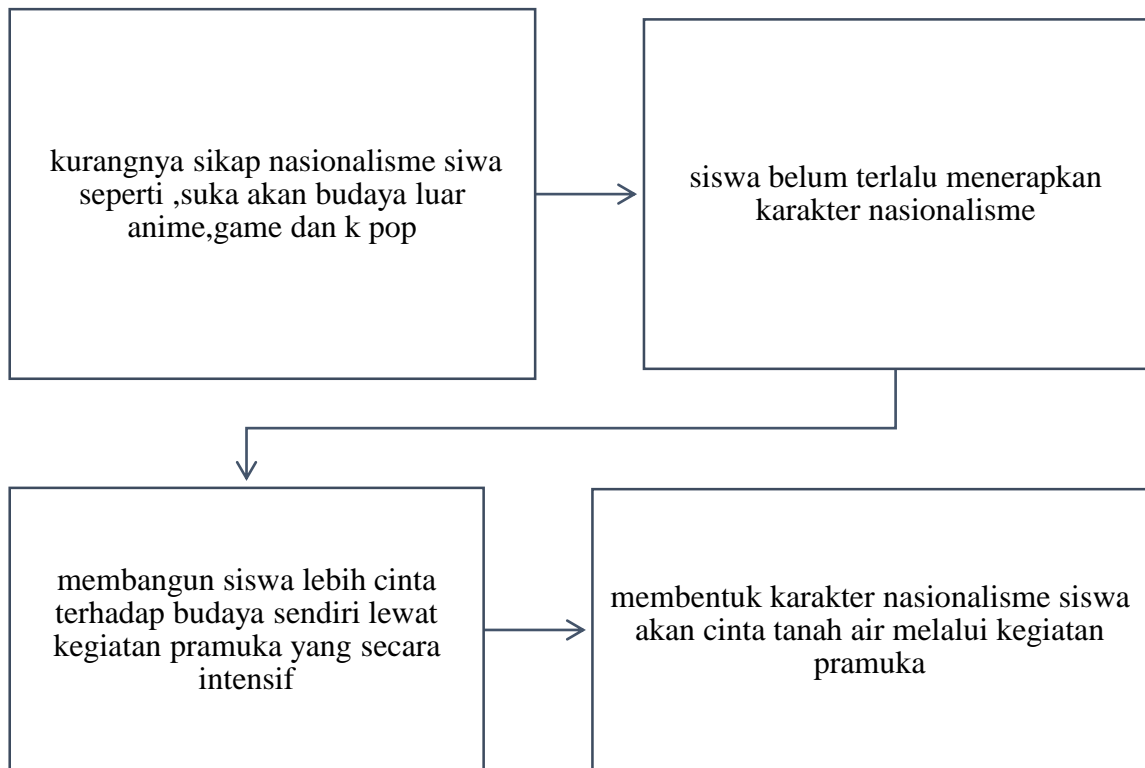 kurangnya sikap nasionalisme siwa
seperti ,suka akan budaya luar
anime,game dan k pop
siswa belum terlalu menerapkan
karakter nasionalisme
membangun siswa lebih cinta
terhadap budaya sendiri lewat
kegiatan pramuka yang secara
intensif
membentuk karakter nasionalisme siswa
akan cinta tanah air melalui kegiatan
pramuka